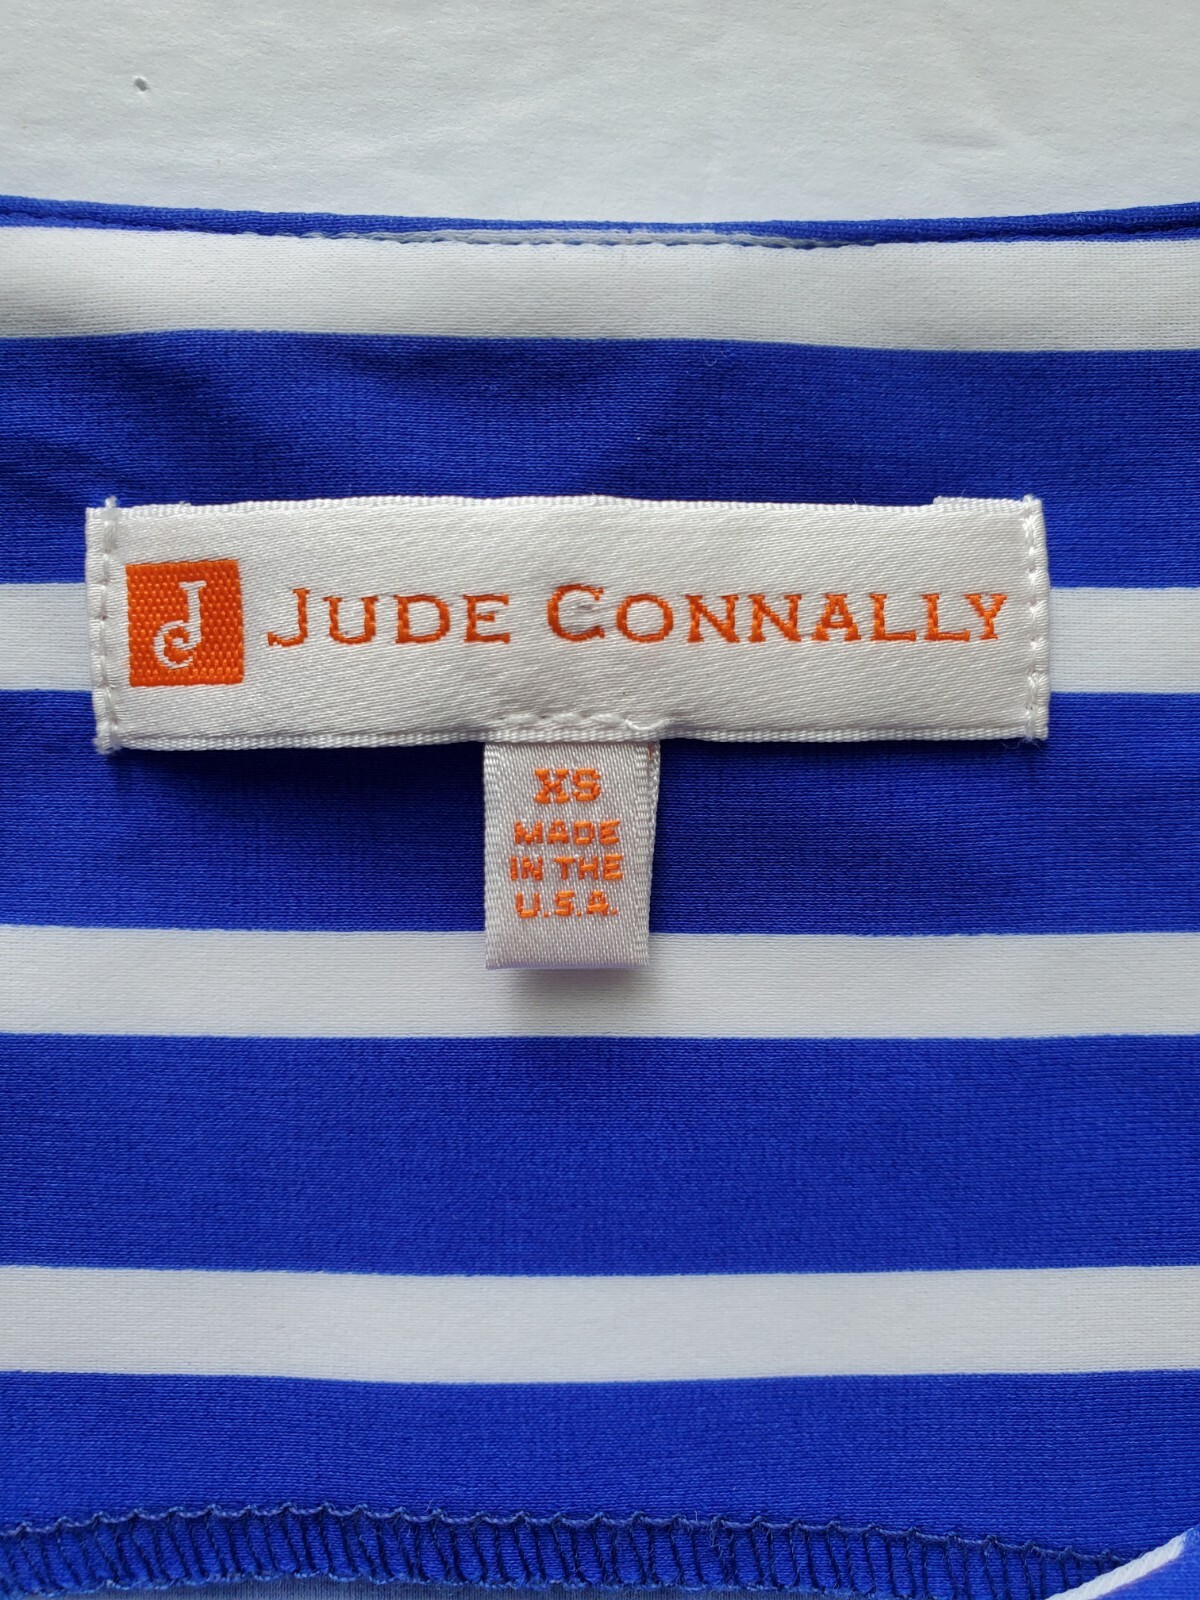 JC JUDE CONNALLY
XS
MADE
IN THE
U.S.A.